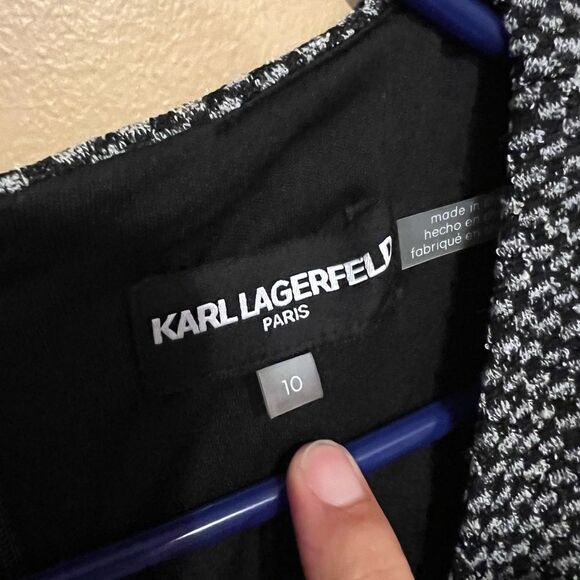 KARL LAGERFELD
PARIS
10
made in
hecho en
fabriqué en